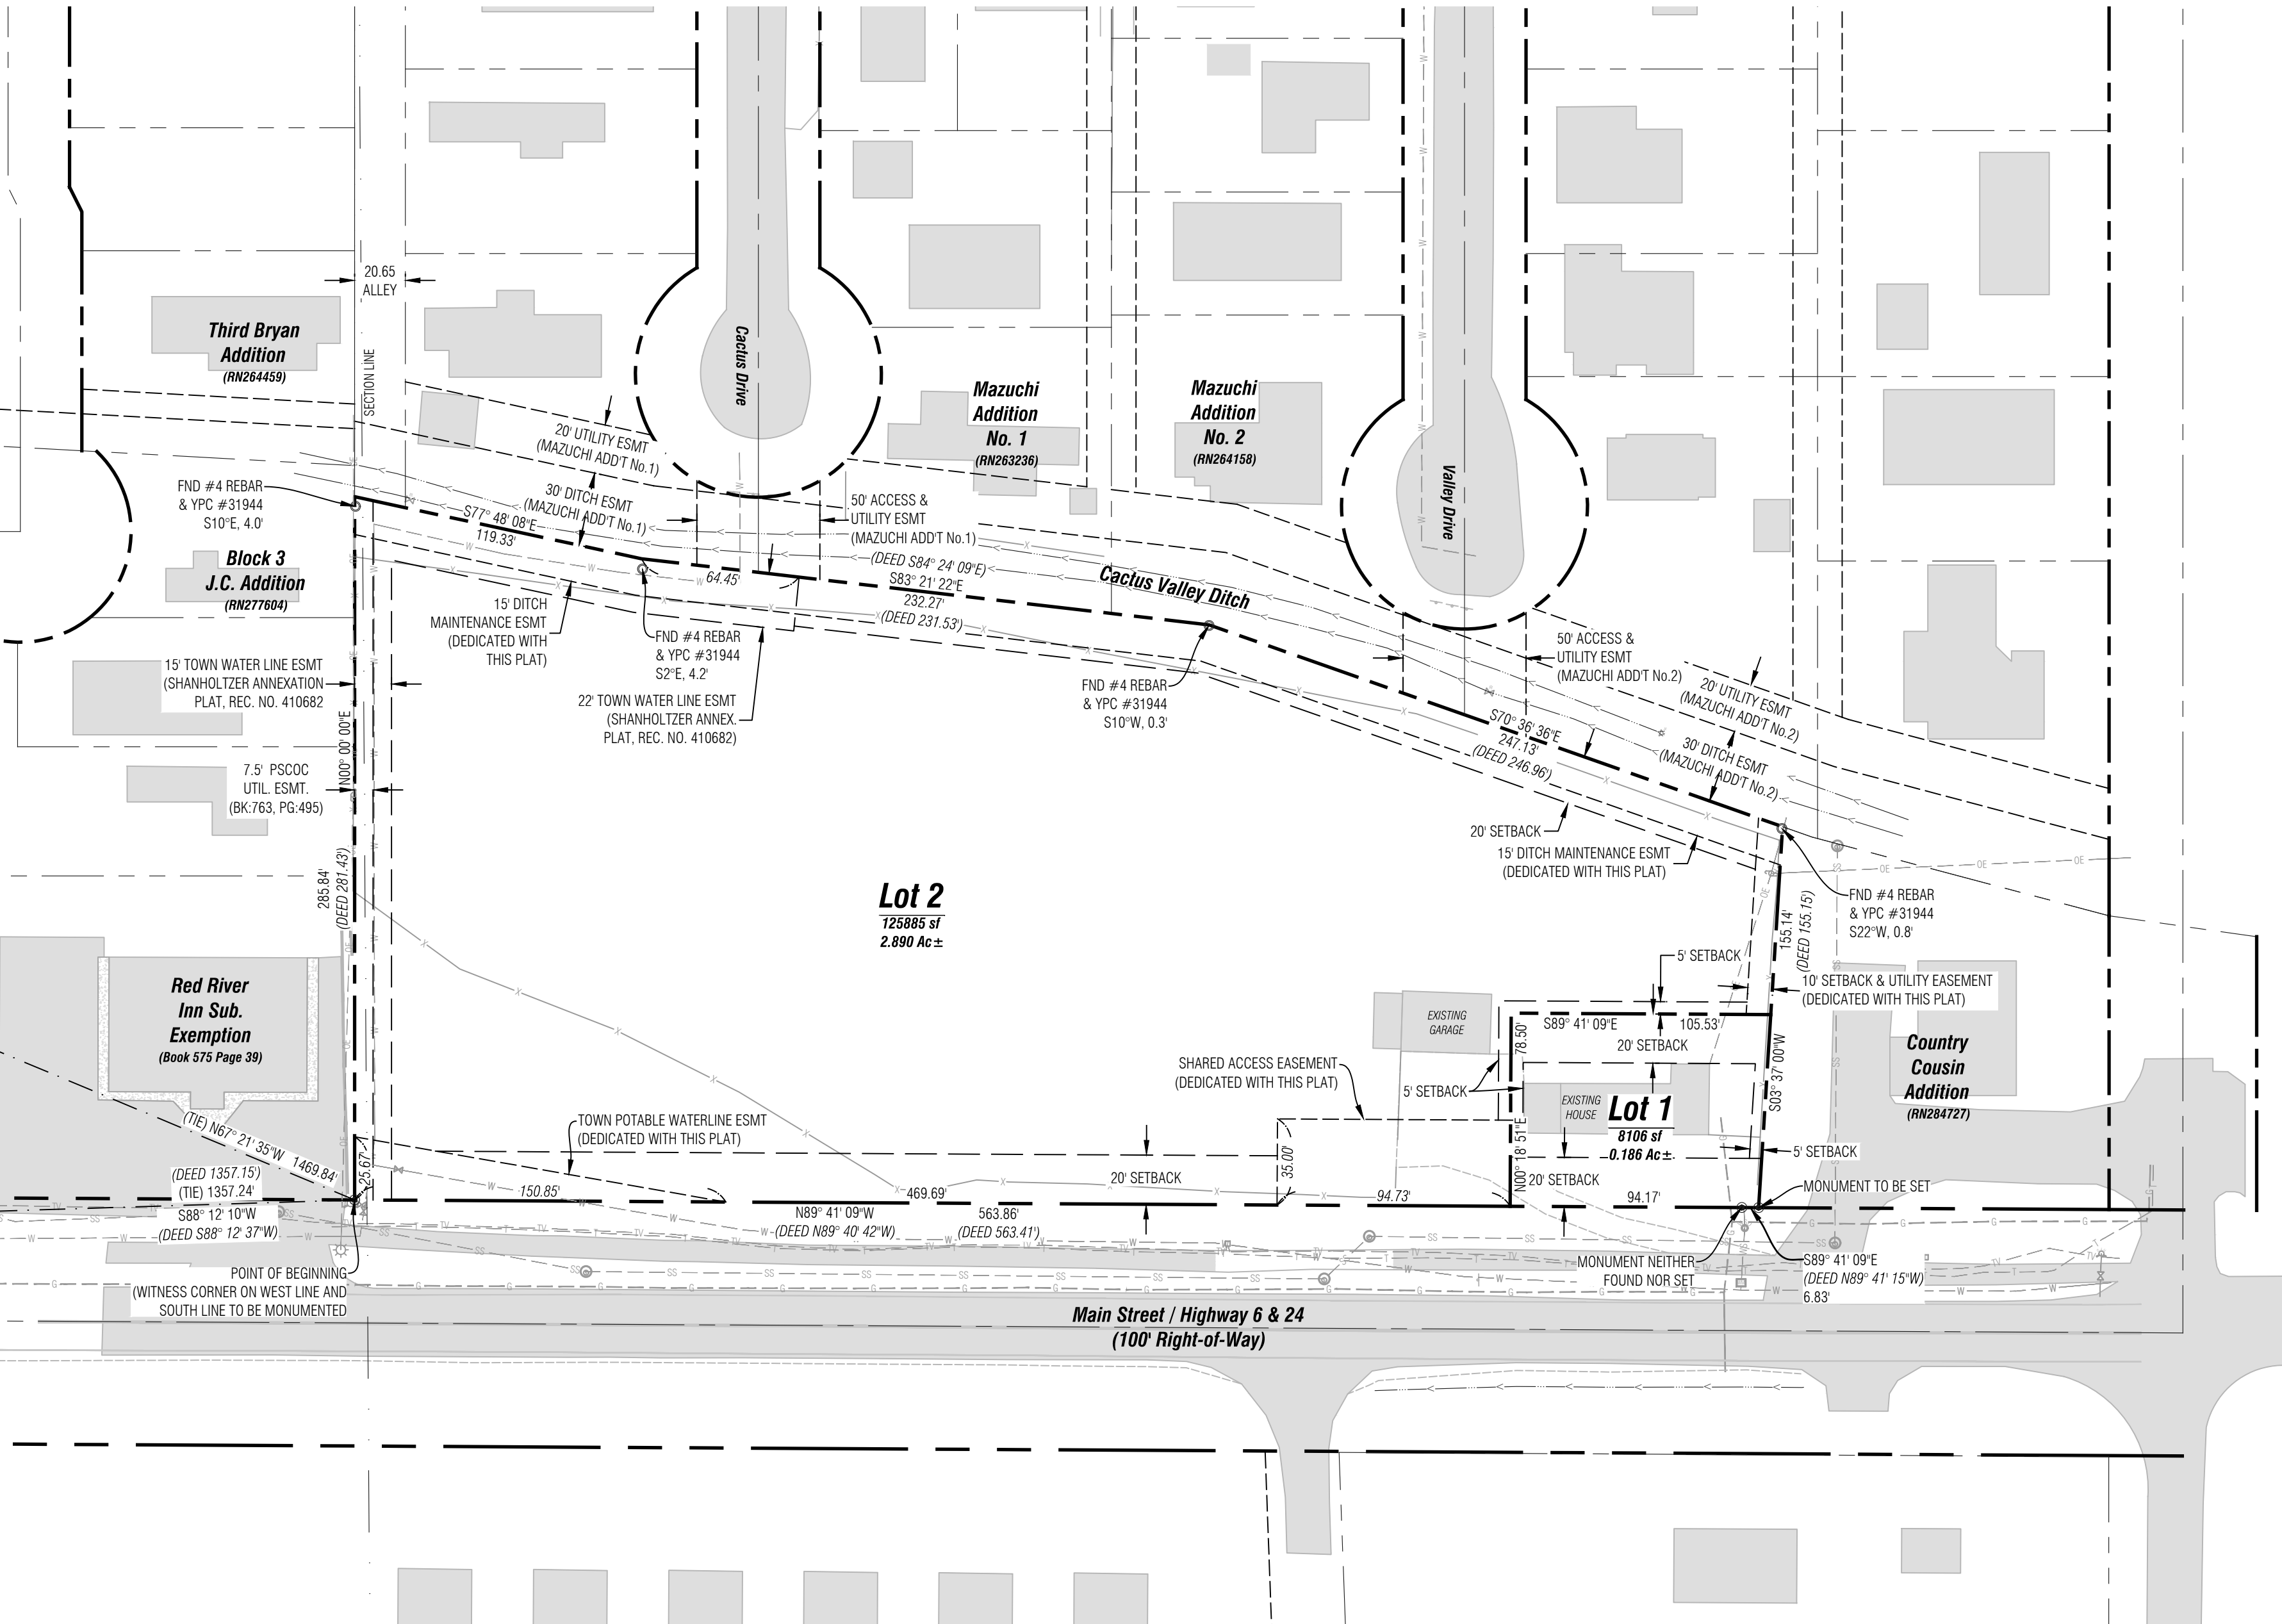 20.65
ALLEY
Third Bryan
Addition
(RN264459)
SECTION LINE
Cactus Drive
Mazuchi
Addition
No. 1
(RN263236)
Mazuchi
Addition
No. 2
(RN264158)
Valley Drive
20' UTILITY ESMT
(MAZUCHI ADD'T No.1)
30' DITCH ESMT
(MAZUCHI ADD'T No.1)
FND #4 REBAR
& YPC #31944
S10°E, 4.0'
S77° 48' 08"E
119.33'
50' ACCESS &
UTILITY ESMT
(MAZUCHI ADD'T No.1)
Block 3
J.C. Addition
(RN277604)
64.45'
(DEED S84° 24' 09"E)
S83° 21' 22"E
232.27'
(DEED 231.53')
Cactus Valley Ditch
15' DITCH
MAINTENANCE ESMT
(DEDICATED WITH
THIS PLAT)
FND #4 REBAR
& YPC #31944
S2°E, 4.2'
22' TOWN WATER LINE ESMT
(SHANHOLTZER ANNEX.
PLAT, REC. NO. 410682)
FND #4 REBAR
& YPC #31944
S10°W, 0.3'
50' ACCESS &
UTILITY ESMT
(MAZUCHI ADD'T No.2)
20' UTILITY ESMT
(MAZUCHI ADD'T No.2)
S70° 36' 36"E
247.13'
(DEED 246.96')
30' DITCH ESMT
(MAZUCHI ADD'T No.2)
15' TOWN WATER LINE ESMT
(SHANHOLTZER ANNEXATION
PLAT, REC. NO. 410682
N00° 00' 00"E
7.5' PSCOC
UTIL. ESMT.
(BK:763, PG:495)
285.84'
(DEED 281.43')
20' SETBACK
15' DITCH MAINTENANCE ESMT
(DEDICATED WITH THIS PLAT)
Lot 2
125885 sf
2.890 Ac±
FND #4 REBAR
& YPC #31944
S22°W, 0.8'
155.14'
(DEED 155.15')
5' SETBACK
10' SETBACK & UTILITY EASEMENT
(DEDICATED WITH THIS PLAT)
Red River
Inn Sub.
Exemption
(Book 575 Page 39)
EXISTING
GARAGE
S89° 41' 09"E
105.53'
20' SETBACK
78.50'
S03° 37' 00"W
Country
Cousin
Addition
(RN284727)
SHARED ACCESS EASEMENT
(DEDICATED WITH THIS PLAT)
5' SETBACK
EXISTING
HOUSE
Lot 1
8106 sf
0.186 Ac±
TOWN POTABLE WATERLINE ESMT
(DEDICATED WITH THIS PLAT)
(TIE) N67° 21' 35"W 1469.84'
25.67'
35.00'
N00° 18' 51"E
5' SETBACK
20' SETBACK
20' SETBACK
MONUMENT TO BE SET
(DEED 1357.15')
(TIE) 1357.24'
S88° 12' 10"W
(DEED S88° 12' 37"W)
150.85'
469.69'
94.73'
94.17'
N89° 41' 09"W
563.86'
(DEED N89° 40' 42"W)
(DEED 563.41')
POINT OF BEGINNING
(WITNESS CORNER ON WEST LINE AND
SOUTH LINE TO BE MONUMENTED
MONUMENT NEITHER
FOUND NOR SET
S89° 41' 09"E
(DEED N89° 41' 15"W)
6.83'
Main Street / Highway 6 & 24
(100' Right-of-Way)